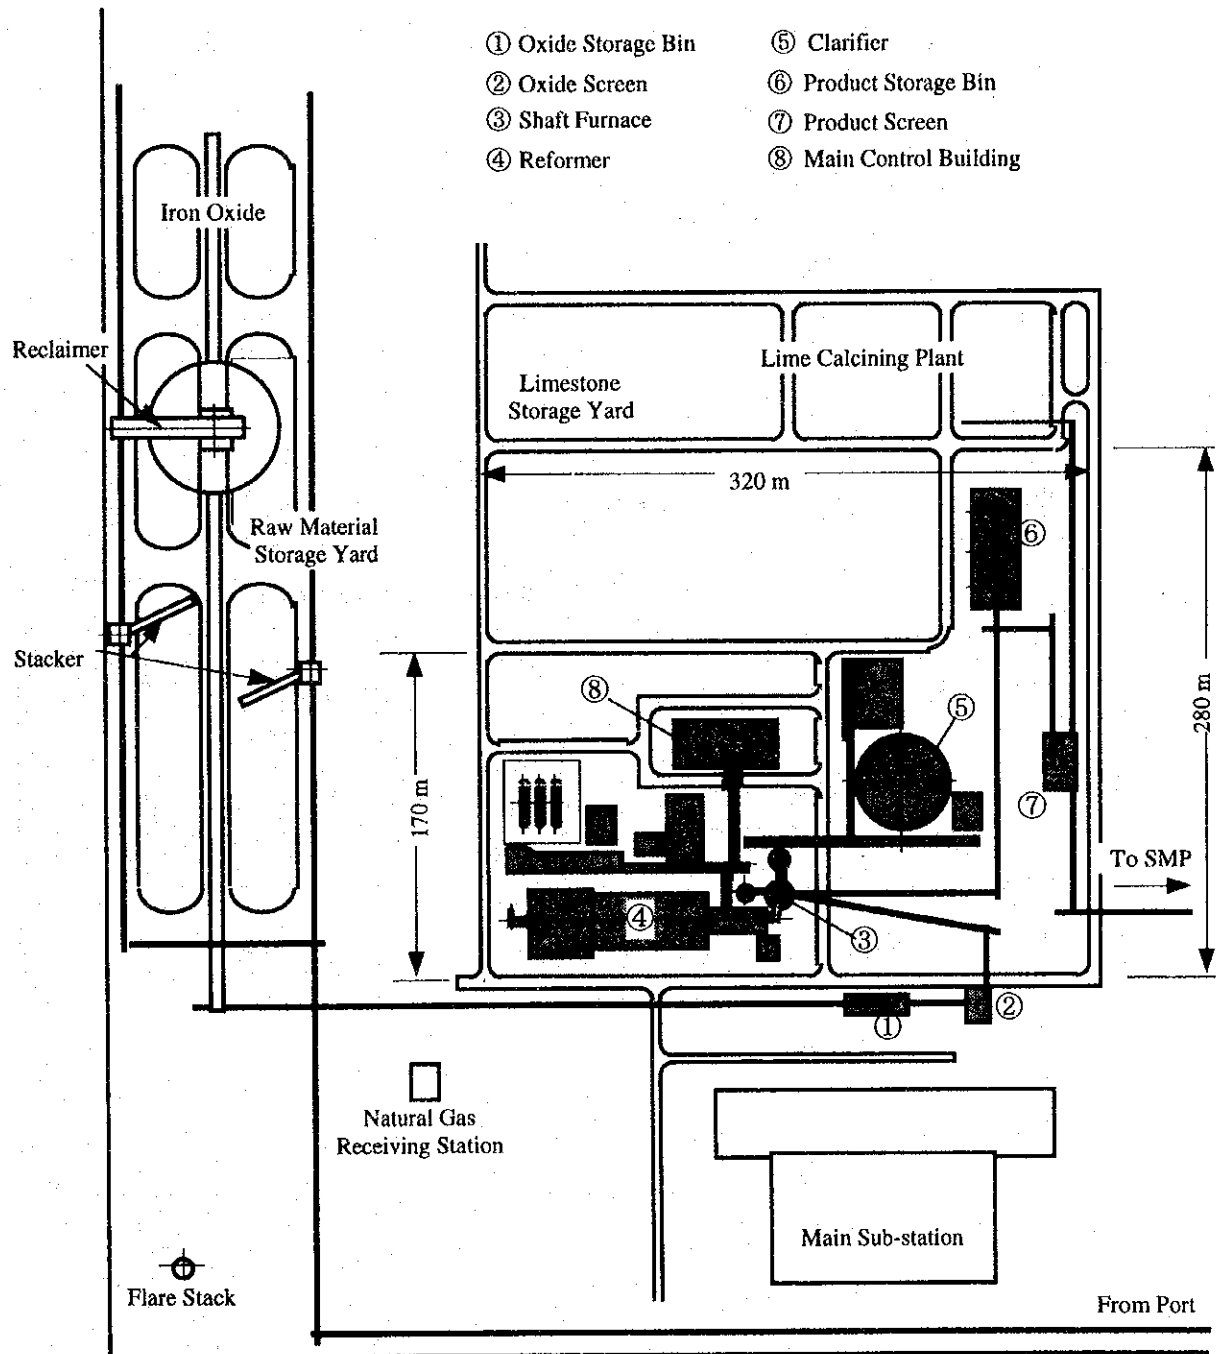 ① Oxide Storage Bin
② Oxide Screen
③ Shaft Furnace
④ Reformer
⑤ Clarifier
⑥ Product Storage Bin
⑦ Product Screen
⑧ Main Control Building
Iron Oxide
Reclaimer
Raw Material
Storage Yard
Stacker
Limestone
Storage Yard
Lime Calcining Plant
320 m
⑥
280 m
⑧
⑤
170 m
⑦
To SMP
④
③
①
②
Natural Gas
Receiving Station
Main Sub-station
Flare Stack
From Port